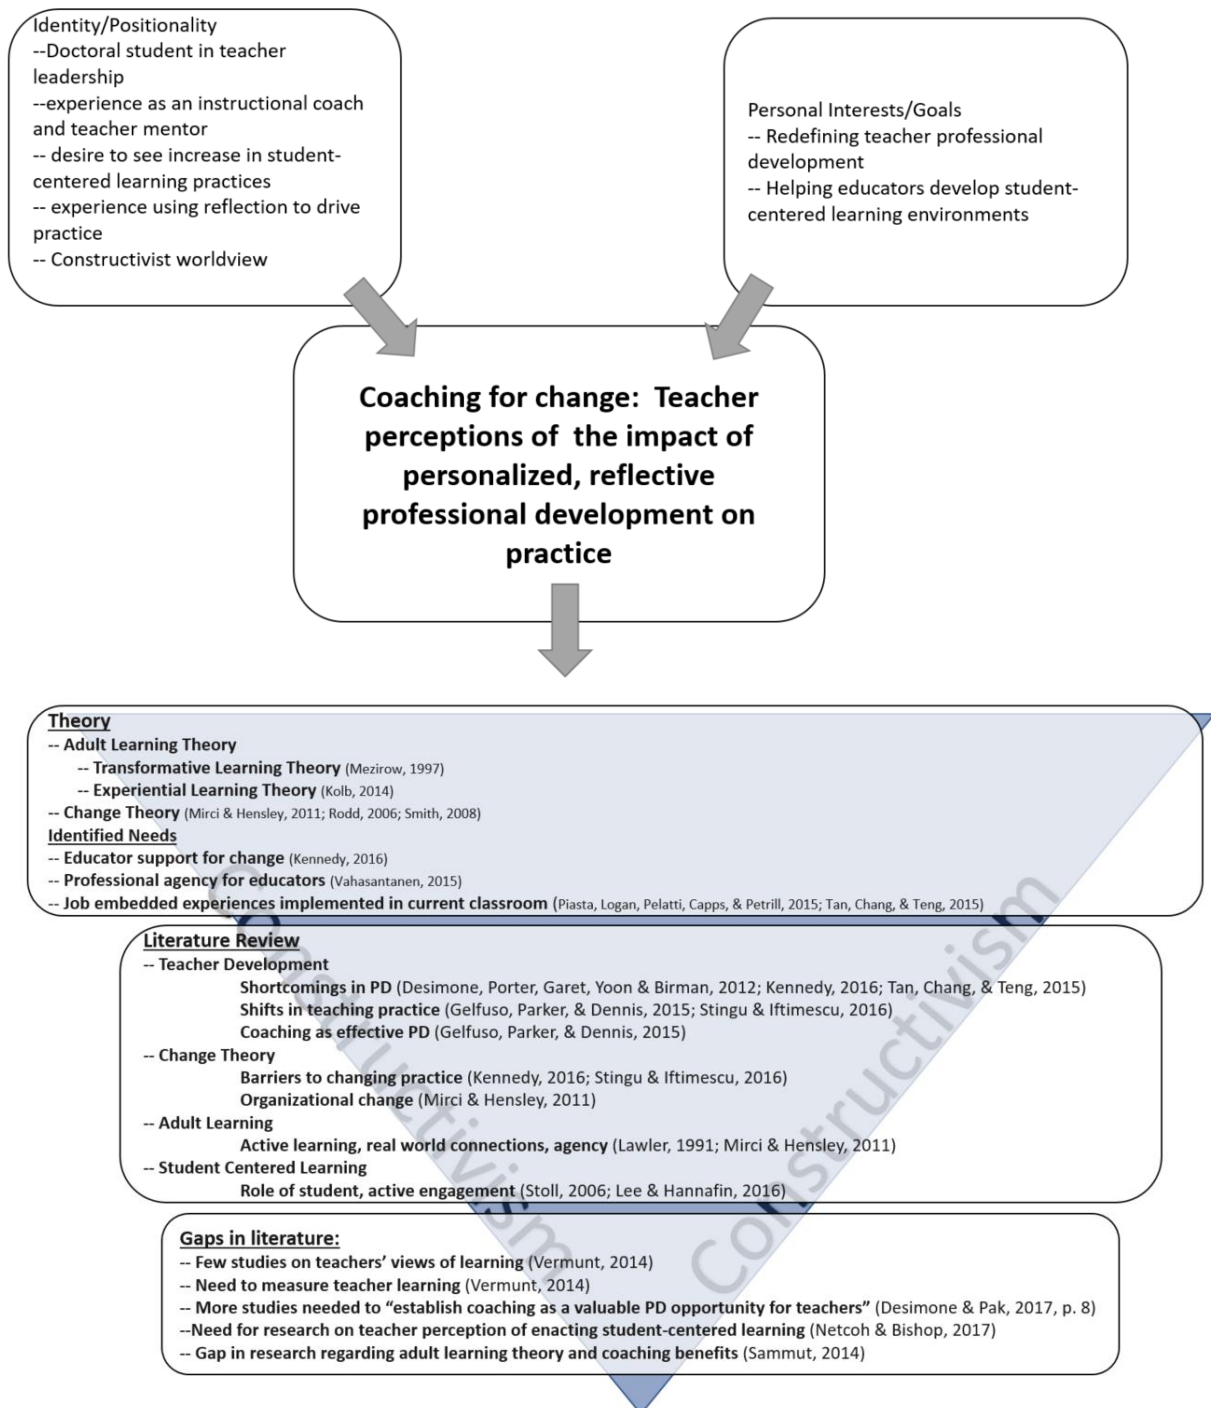 Identity/Positionality
--Doctoral student in teacher
leadership
--experience as an instructional coach
and teacher mentor
-- desire to see increase in student-
centered learning practices
-- experience using reflection to drive
practice
-- Constructivist worldview
Personal Interests/Goals
-- Redefining teacher professional
development
-- Helping educators develop student-
centered learning environments
Coaching for change:  Teacher
perceptions of  the impact of
personalized, reflective
professional development on
practice
Theory
-- Adult Learning Theory
-- Transformative Learning Theory (Mezirow, 1997)
-- Experiential Learning Theory (Kolb, 2014)
-- Change Theory (Mirci & Hensley, 2011; Rodd, 2006; Smith, 2008)
Identified Needs
-- Educator support for change (Kennedy, 2016)
-- Professional agency for educators (Vahasantanen, 2015)
-- Job embedded experiences implemented in current classroom (Piasta, Logan, Pelatti, Capps, & Petrill, 2015; Tan, Chang, & Teng, 2015)
Literature Review
-- Teacher Development
Shortcomings in PD (Desimone, Porter, Garet, Yoon & Birman, 2012; Kennedy, 2016; Tan, Chang, & Teng, 2015)
Shifts in teaching practice (Gelfuso, Parker, & Dennis, 2015; Stingu & Iftimescu, 2016)
Coaching as effective PD (Gelfuso, Parker, & Dennis, 2015)
-- Change Theory
Barriers to changing practice (Kennedy, 2016; Stingu & Iftimescu, 2016)
Organizational change (Mirci & Hensley, 2011)
-- Adult Learning
Active learning, real world connections, agency (Lawler, 1991; Mirci & Hensley, 2011)
-- Student Centered Learning
Role of student, active engagement (Stoll, 2006; Lee & Hannafin, 2016)
Gaps in literature:
-- Few studies on teachers' views of learning (Vermunt, 2014)
-- Need to measure teacher learning (Vermunt, 2014)
-- More studies needed to "establish coaching as a valuable PD opportunity for teachers" (Desimone & Pak, 2017, p. 8)
--Need for research on teacher perception of enacting student-centered learning (Netcoh & Bishop, 2017)
-- Gap in research regarding adult learning theory and coaching benefits (Sammut, 2014)
Constructivism
Constructivism